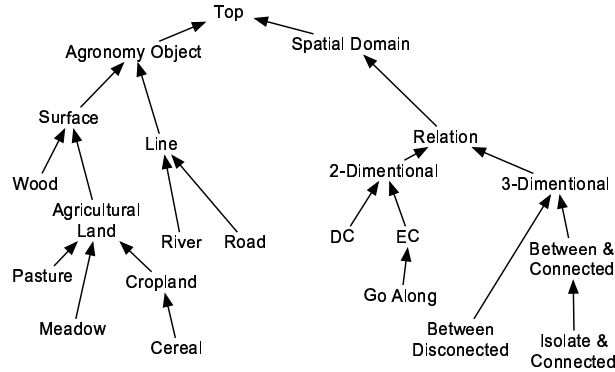 Top
Agronomy Object
Spatial Domain
Surface
Line
Relation
Wood
2-Dimentional
3-Dimentional
Agricultural
Land
River
Road
DC
EC
Between &
Connected
Pasture
Cropland
Go Along
Meadow
Cereal
Between
Disconected
Isolate &
Connected